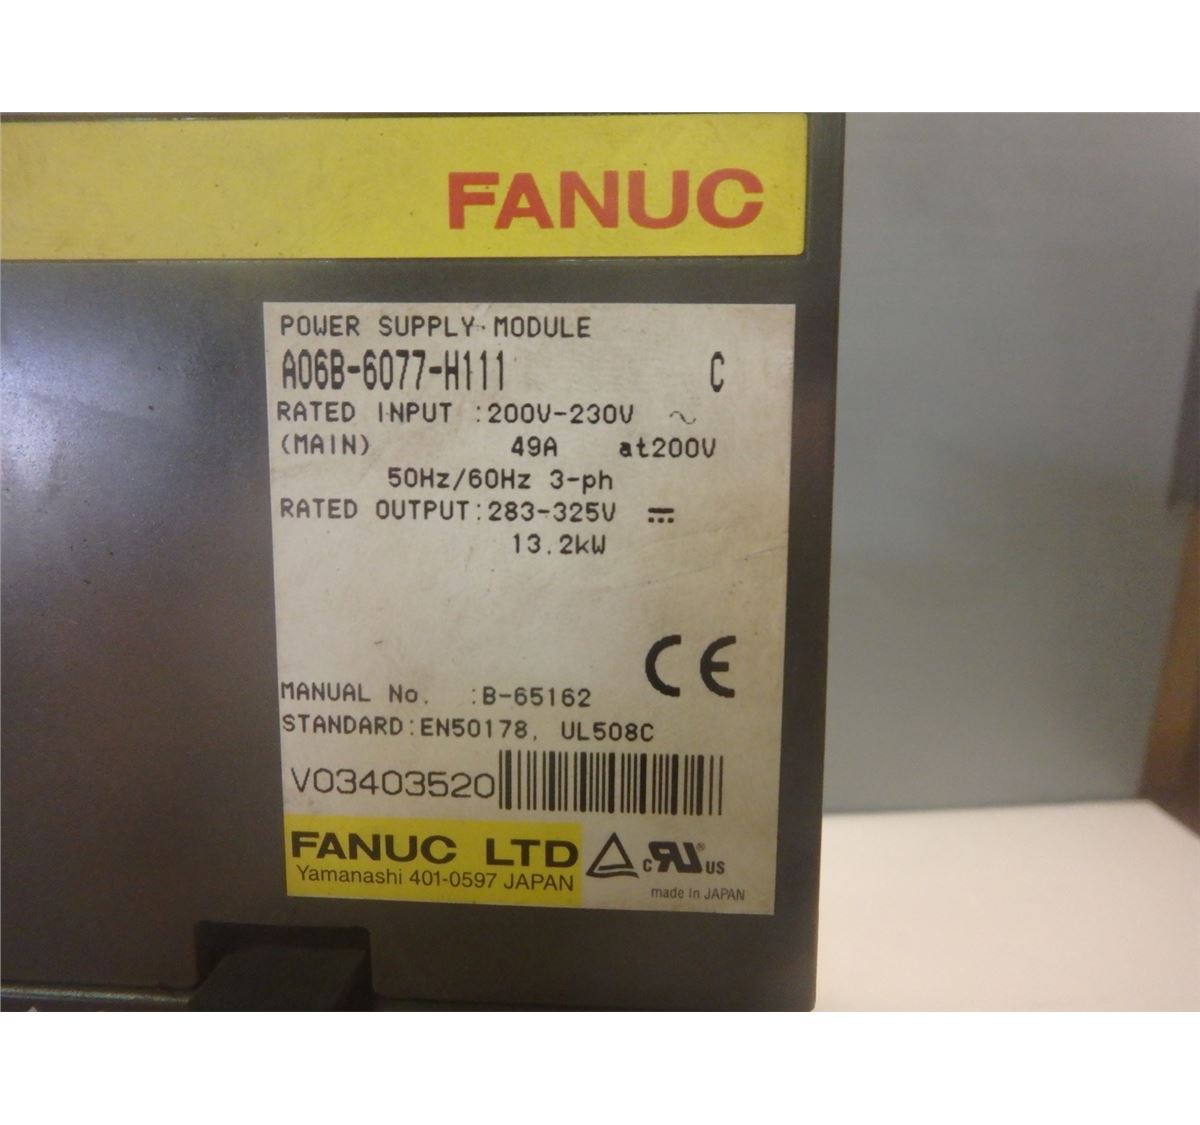 FANUC
POWER SUPPLY MODULE
A06B-6077-H111 C
RATED INPUT :200V-230V ~
(MAIN) 49A at200V
50Hz/60Hz 3-ph
RATED OUTPUT:283-325V ⎓
13.2kW
CE
MANUAL No. :B-65162
STANDARD:EN50178, UL508C
V03403520
FANUC LTD
Yamanashi 401-0597 JAPAN
c RU ® US
made in JAPAN